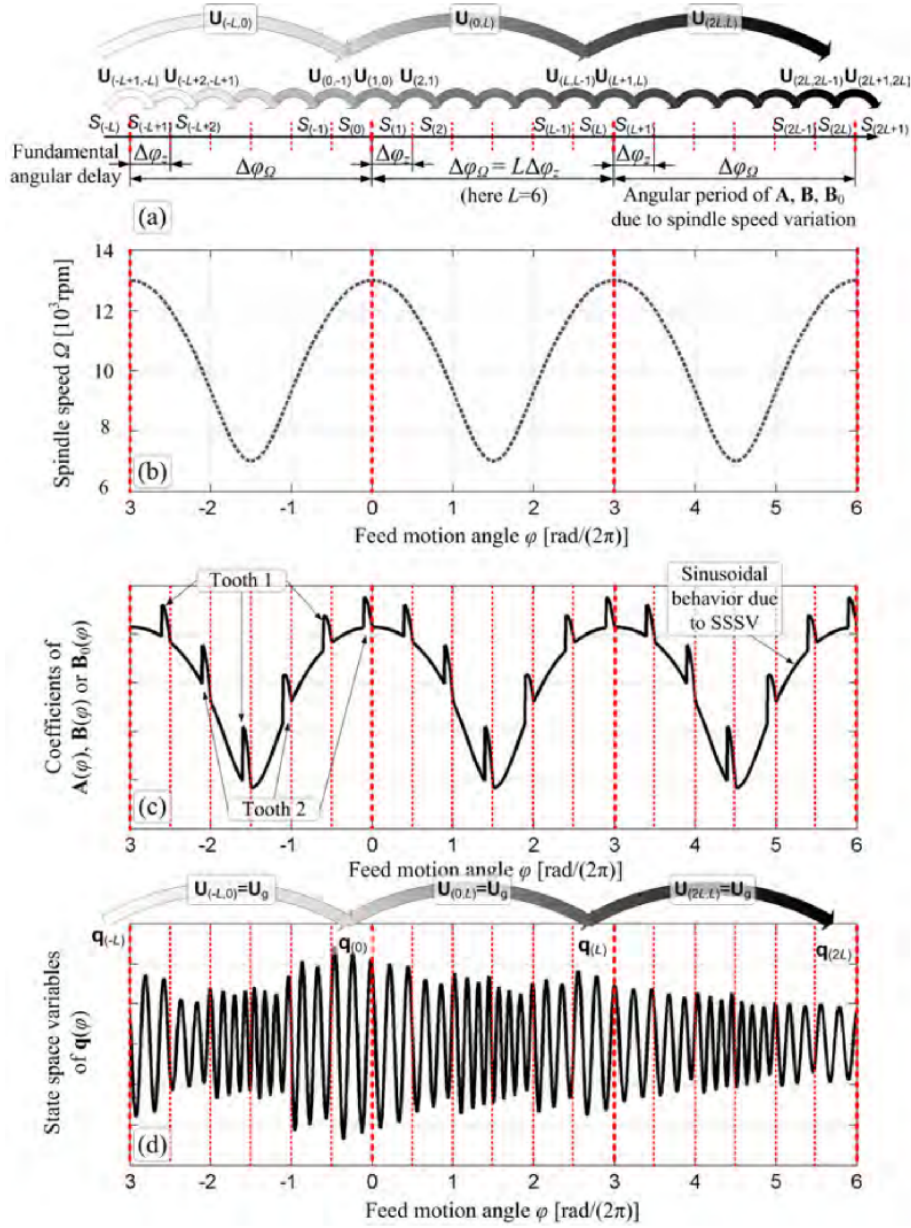 U(-L,0) U(0,L) U(2L,L)
U(-L+1,-L) U(-L+2,-L+1) U(0,-1) U(1,0) U(2,1) U(L,L-1) U(L+1,L) U(2L,2L-1) U(2L+1,2L)
S(-L) S(-L+1) S(-L+2) S(-1) S(0) S(1) S(2) S(L-1) S(L) S(L+1) S(2L-1) S(2L) S(2L+1)
Fundamental
angular delay
Δφz Δφz Δφz
ΔφΩ ΔφΩ = LΔφz ΔφΩ
(here L=6)
Angular period of A, B, B0
due to spindle speed variation
(a)
Spindle speed Ω [10³rpm]
14
12
10
8
6
(b)
3 -2 -1 0 1 2 3 4 5 6
Feed motion angle φ [rad/(2π)]
Coefficients of
A(φ), B(φ) or B0(φ)
Tooth 1
Sinusoidal
behavior due
to SSSV
Tooth 2
(c)
3 -2 -1 0 1 2 3 4 5 6
Feed motion angle φ [rad/(2π)]
U(-L,0)=Ug U(0,L)=Ug U(2L,L)=Ug
q(-L) q(0) q(L) q(2L)
State space variables
of q(φ)
(d)
3 -2 -1 0 1 2 3 4 5 6
Feed motion angle φ [rad/(2π)]